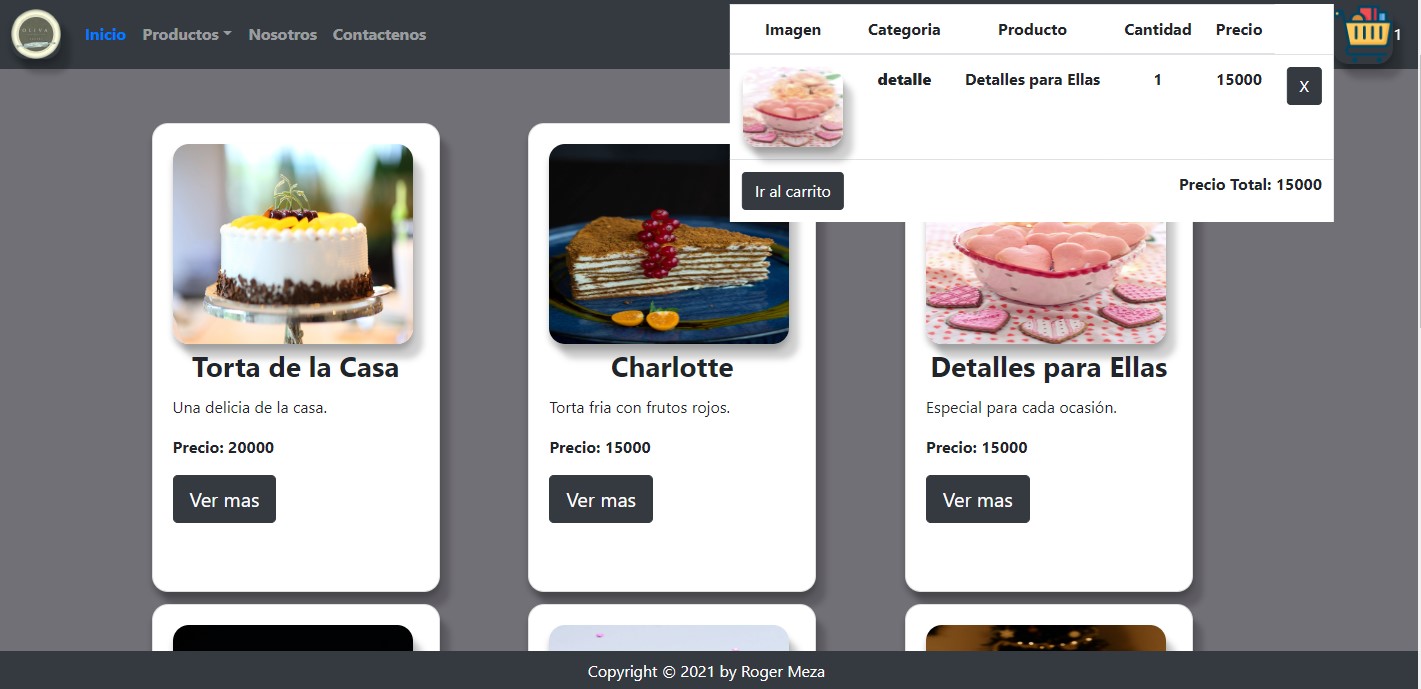 OLIVA
Inicio Productos Nosotros Contactenos
1
Imagen Categoria Producto Cantidad Precio
detalle Detalles para Ellas 1 15000 X
Ir al carrito Precio Total: 15000
Torta de la Casa
Una delicia de la casa.
Precio: 20000
Ver mas
Charlotte
Torta fria con frutos rojos.
Precio: 15000
Ver mas
Detalles para Ellas
Especial para cada ocasión.
Precio: 15000
Ver mas
Copyright © 2021 by Roger Meza